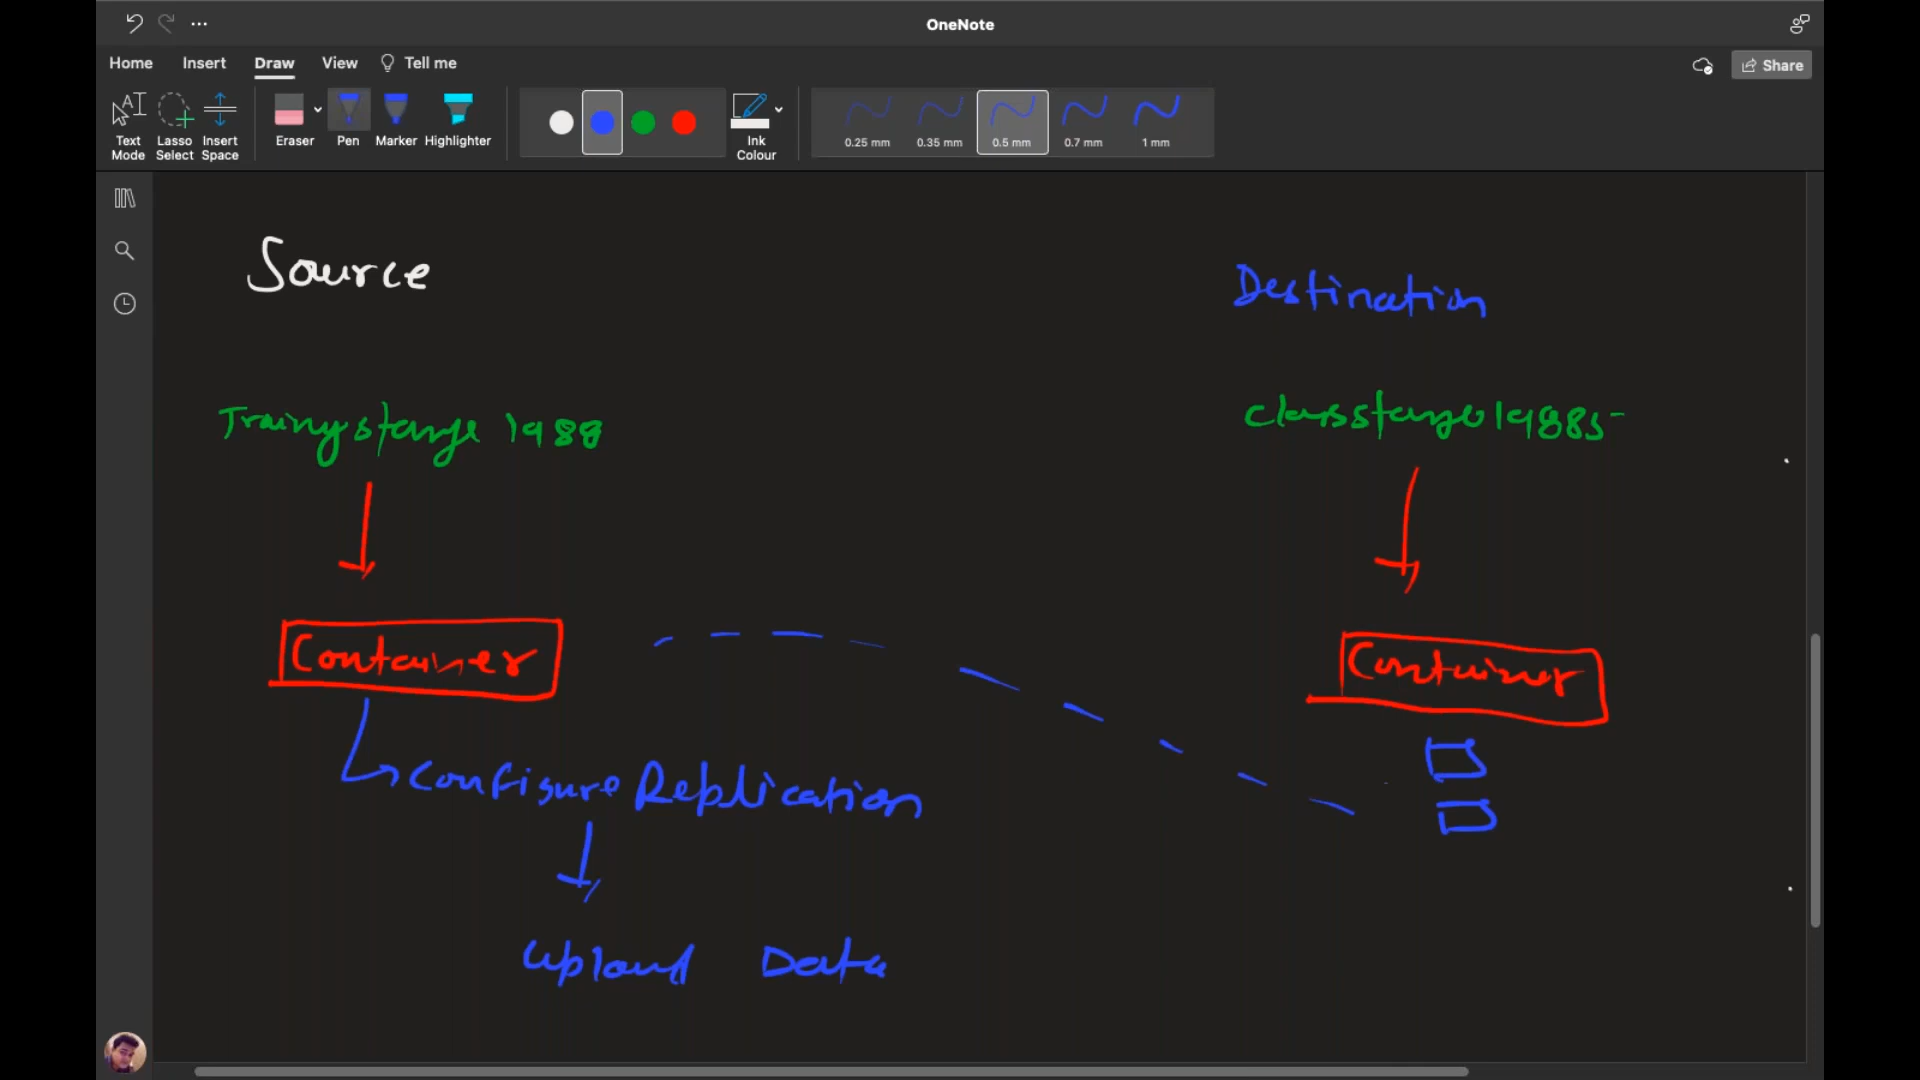 OneNote
Home Insert Draw View Tell me
Share
Text Mode
Lasso Select
Insert Space
Eraser
Pen
Marker
Highlighter
Ink Colour
0.25 mm
0.35 mm
0.5 mm
0.7 mm
1 mm
Source
Destination
1988
Container
Container
Configure Replication
Upload Data